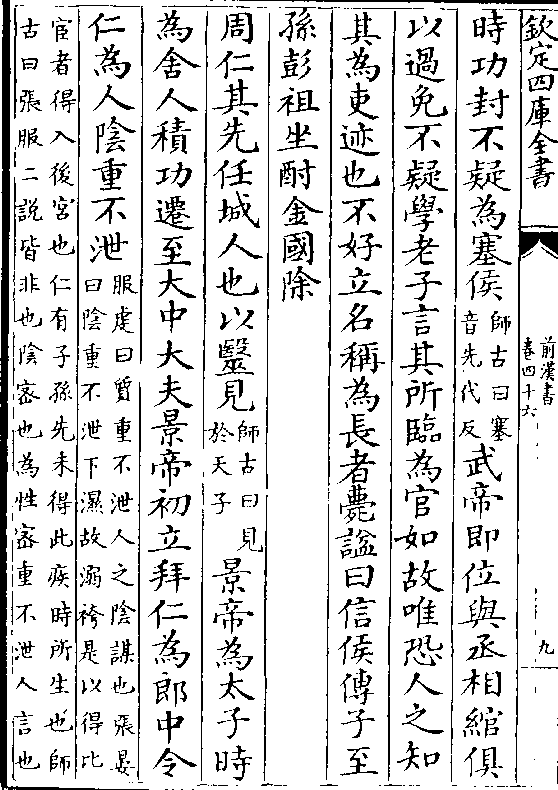 欽定四庫全書
前漢書
卷四十六
九
時功封不疑為塞侯師古曰塞音先代反武帝即位與丞相綰俱
以過免不疑學老子言其所臨為官如故唯恐人之知
其為吏迹也不好立名稱為長者薨諡曰信侯傳子至
孫彭祖坐酎金國除
周仁其先任城人也以醫見師古曰見於天子景帝為太子時
為舍人積功遷至大中大夫景帝初立拜仁為郎中令
仁為人陰重不泄服虔曰質重不泄人之陰謀也張晏曰陰重不泄下濕故溺袴是以得比
宦者得入後宮也仁有子孫先未得此疾時所生也師
古曰張服二說皆非也陰密也為性密重不泄人言也